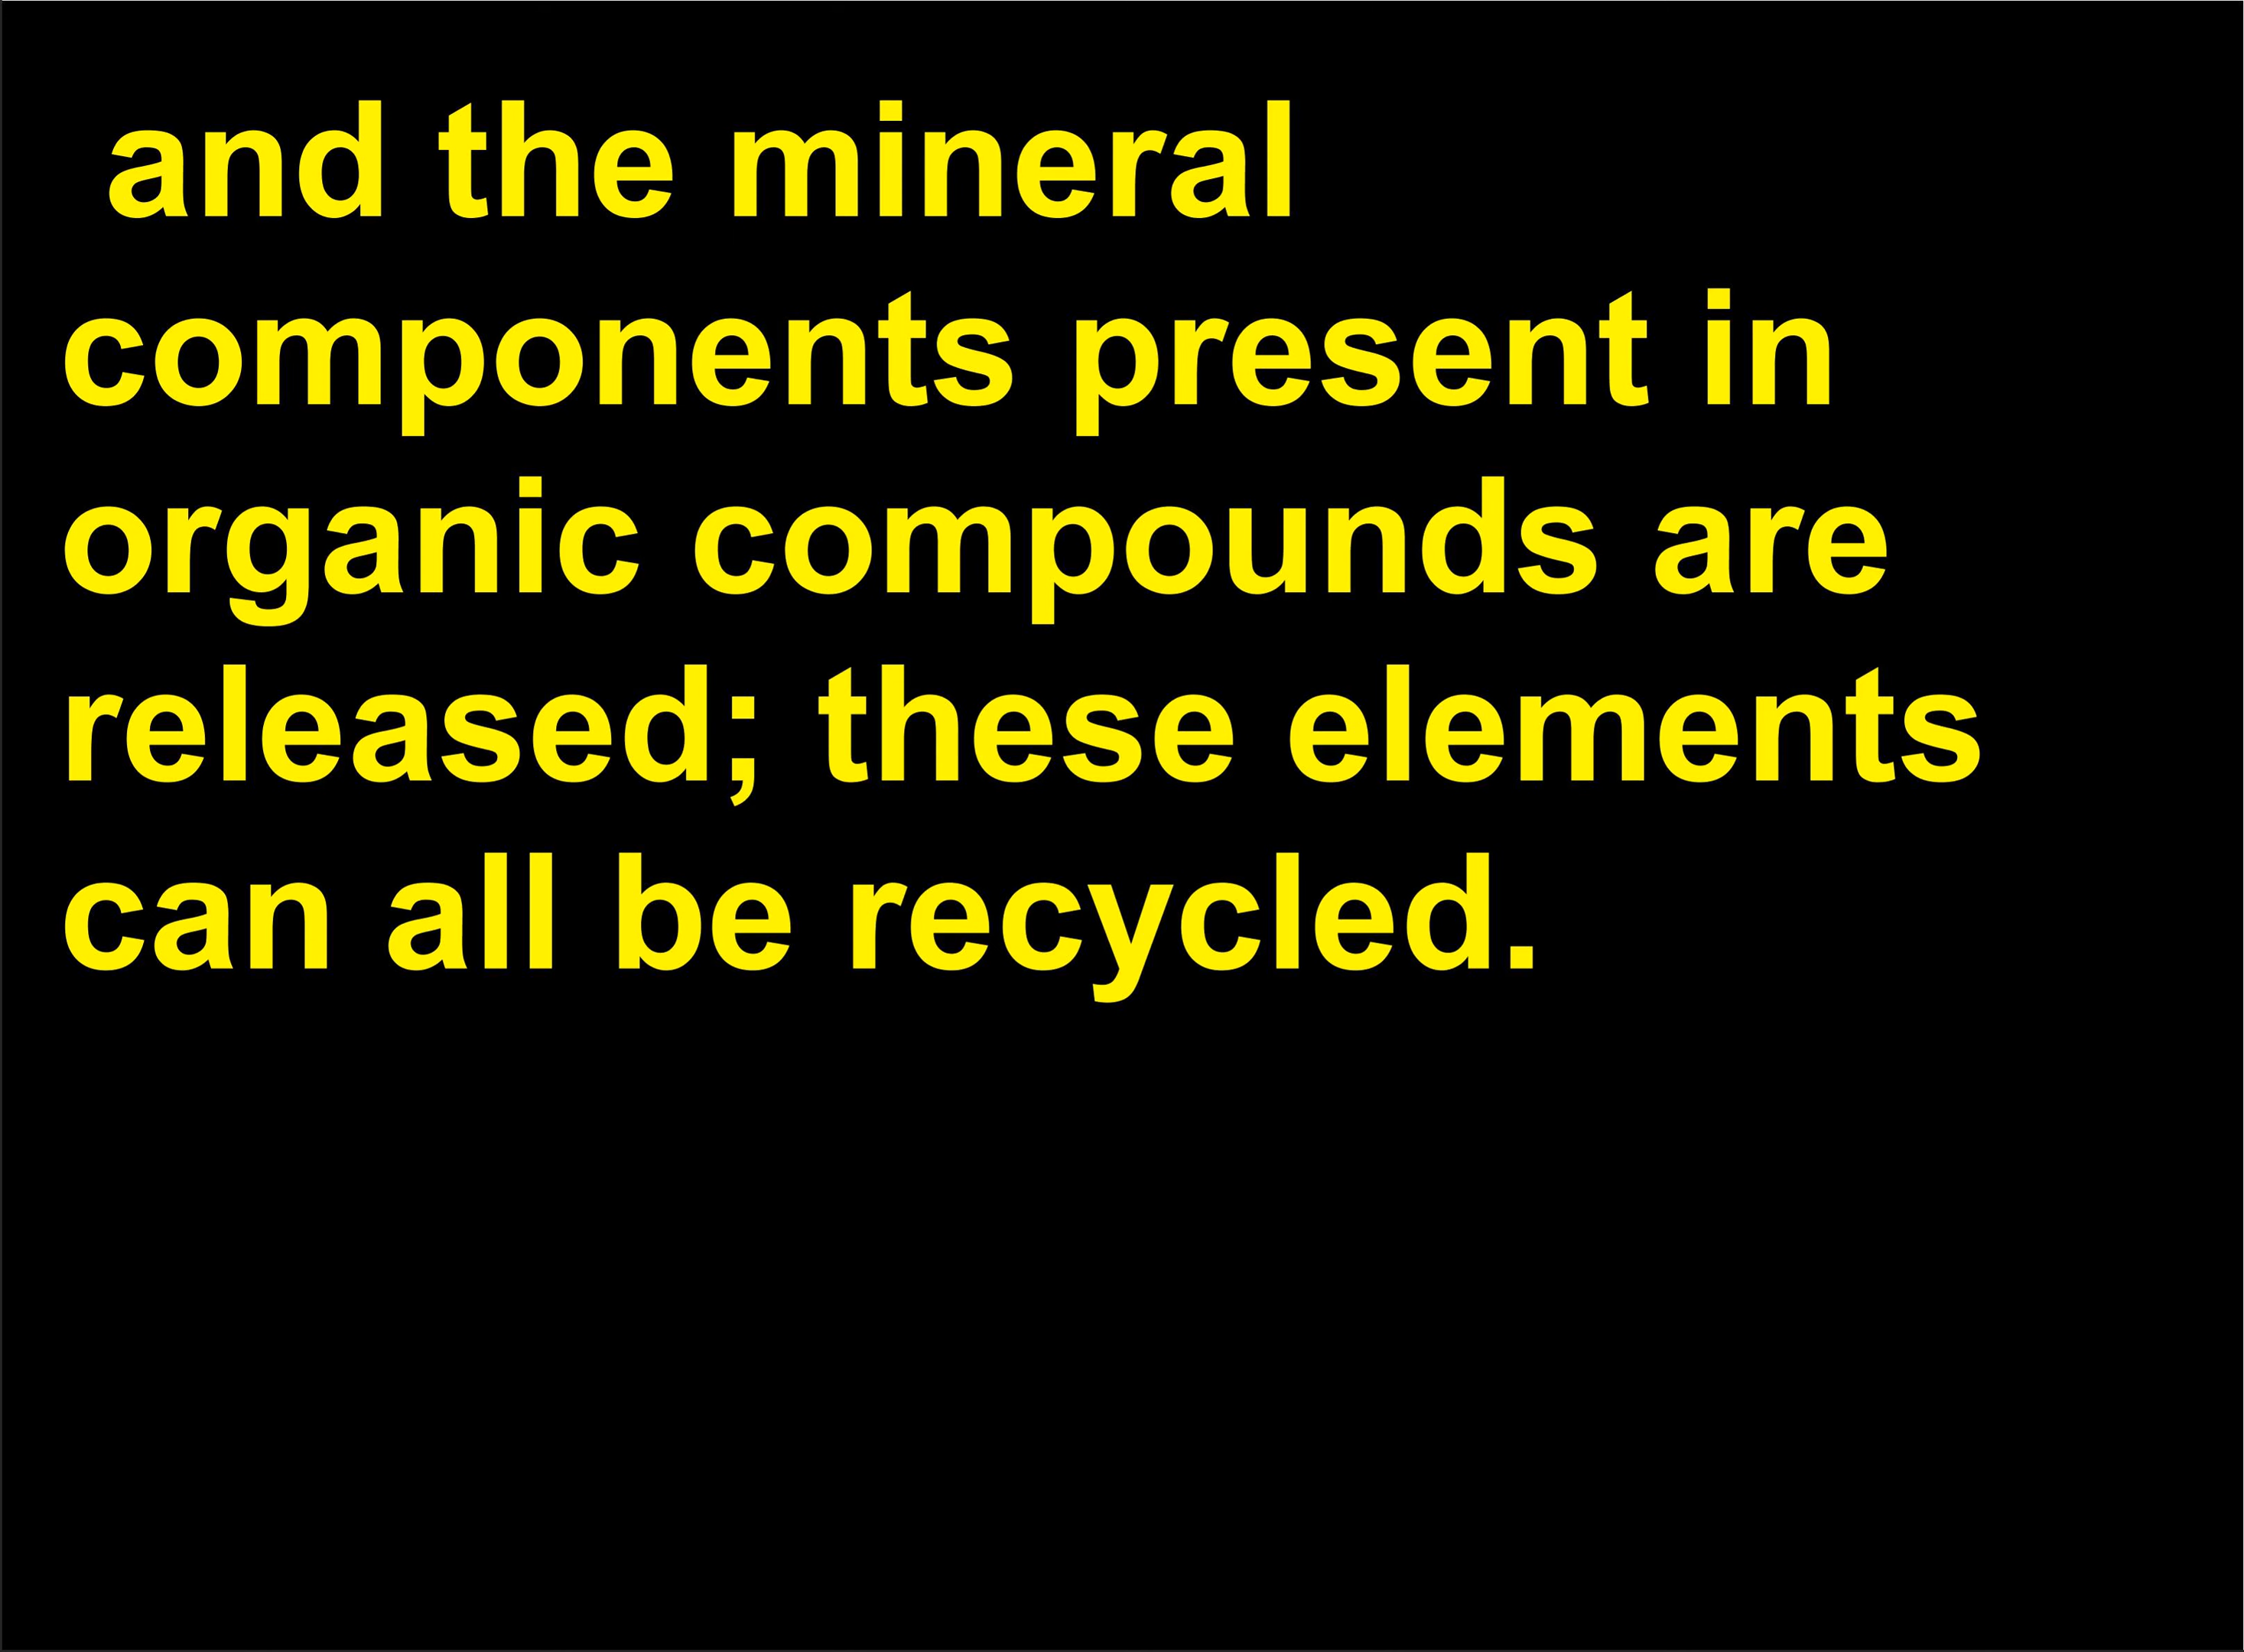 and the mineral
components present in
organic compounds are
released; these elements
can all be recycled.